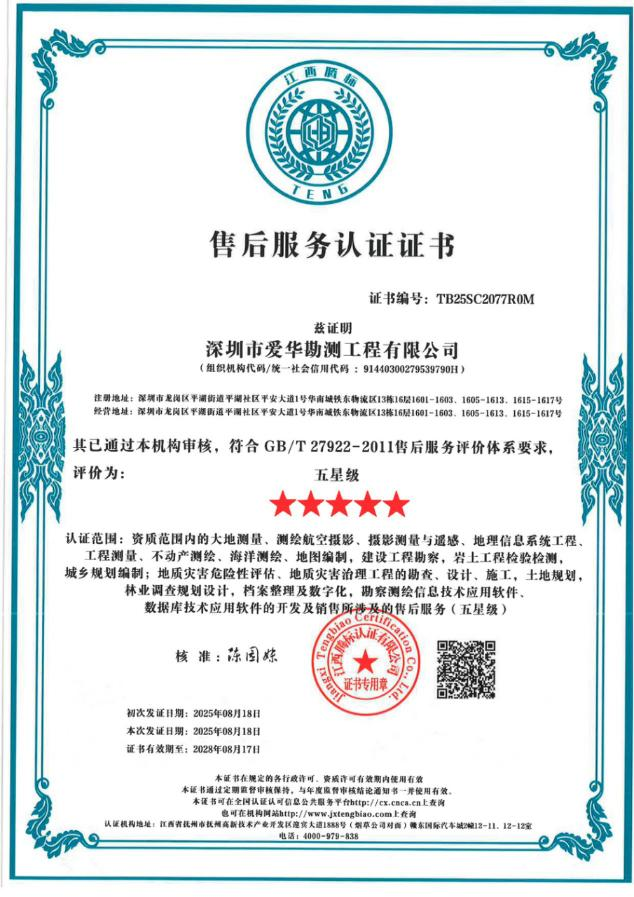 江西腾标
TENG
售后服务认证证书
证书编号：TB25SC2077R0M
兹证明
深圳市爱华勘测工程有限公司
（组织机构代码/统一社会信用代码：91440300279539790H）
注册地址：深圳市龙岗区平湖街道平湖社区平安大道1号华南城铁东物流区13栋16层1601-1603、1605-1613、1615-1617号
经营地址：深圳市龙岗区平湖街道平湖社区平安大道1号华南城铁东物流区13栋16层1601-1603、1605-1613、1615-1617号
其已通过本机构审核，符合 GB/T 27922-2011售后服务评价体系要求，
评价为：
五星级
认证范围：资质范围内的大地测量、测绘航空摄影、摄影测量与遥感、地理信息系统工程、
工程测量、不动产测绘、海洋测绘、地图编制，建设工程勘察，岩土工程检验检测，
城乡规划编制；地质灾害危险性评估、地质灾害治理工程的勘查、设计、施工，土地规划，
林业调查规划设计，档案整理及数字化，勘察测绘信息技术应用软件、
数据库技术应用软件的开发及销售所涉及的售后服务（五星级）
核 准：
Jiangxi Tengbiao Certification Co., Ltd.
江西腾标认证有限公司
证书专用章
初次发证日期：2025年08月18日
本次发证日期：2025年08月18日
证书有效期至：2028年08月17日
本证书在规定的各行政许可、资质许可有效期内使用有效
本证书通过定期监督审核保持，与年度监督审核结论通知书一并使用有效。
本证书可在全国认证认可信息公共服务平台http://cx.cnca.cn上查询
也可在机构网站http://www.jxtengbiao.com上查询
认证机构地址：江西省抚州市抚州高新技术产业开发区迎宾大道1888号（烟草公司对面）赣东国际汽车城2幢12-11、12-12室
电话：4000-979-838